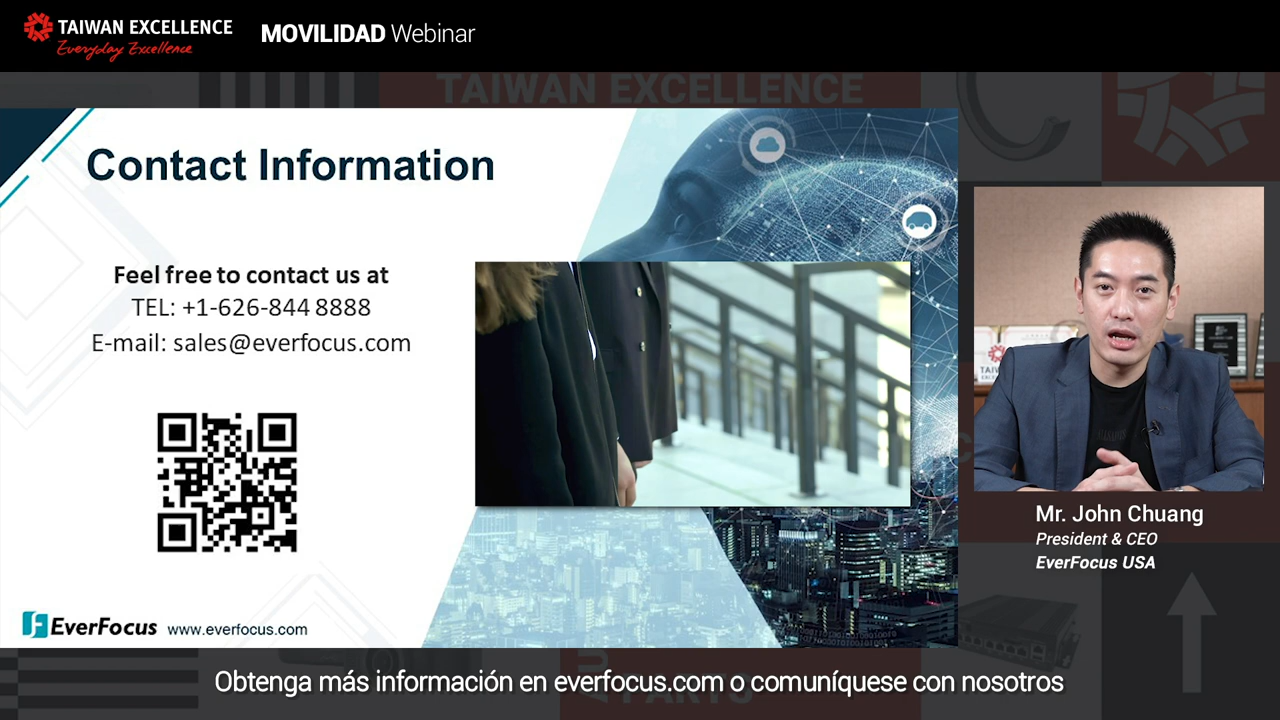 TAIWAN EXCELLENCE
Everyday Excellence
MOVILIDAD Webinar
TAIWAN EXCELLENCE
Contact Information
Feel free to contact us at
TEL: +1-626-844 8888
E-mail: sales@everfocus.com
EverFocus www.everfocus.com
Mr. John Chuang
President & CEO
EverFocus USA
Obtenga más información en everfocus.com o comuníquese con nosotros